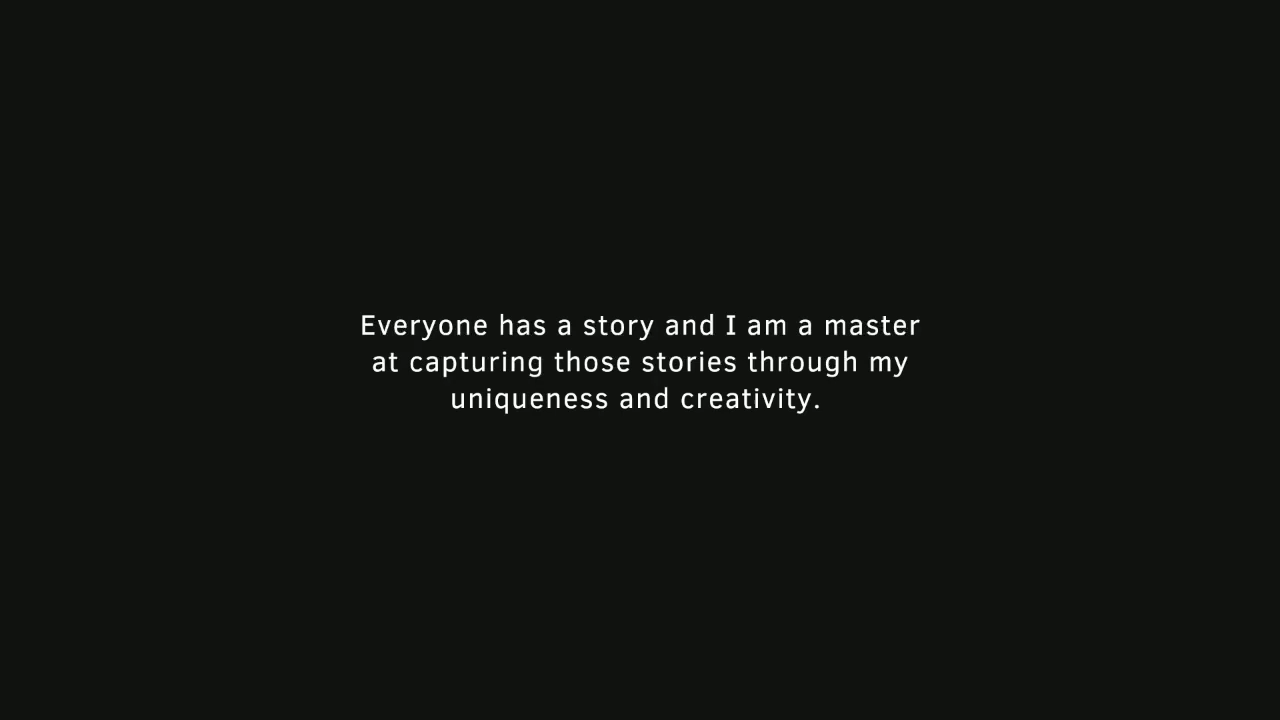 Everyone has a story and I am a master
at capturing those stories through my
uniqueness and creativity.